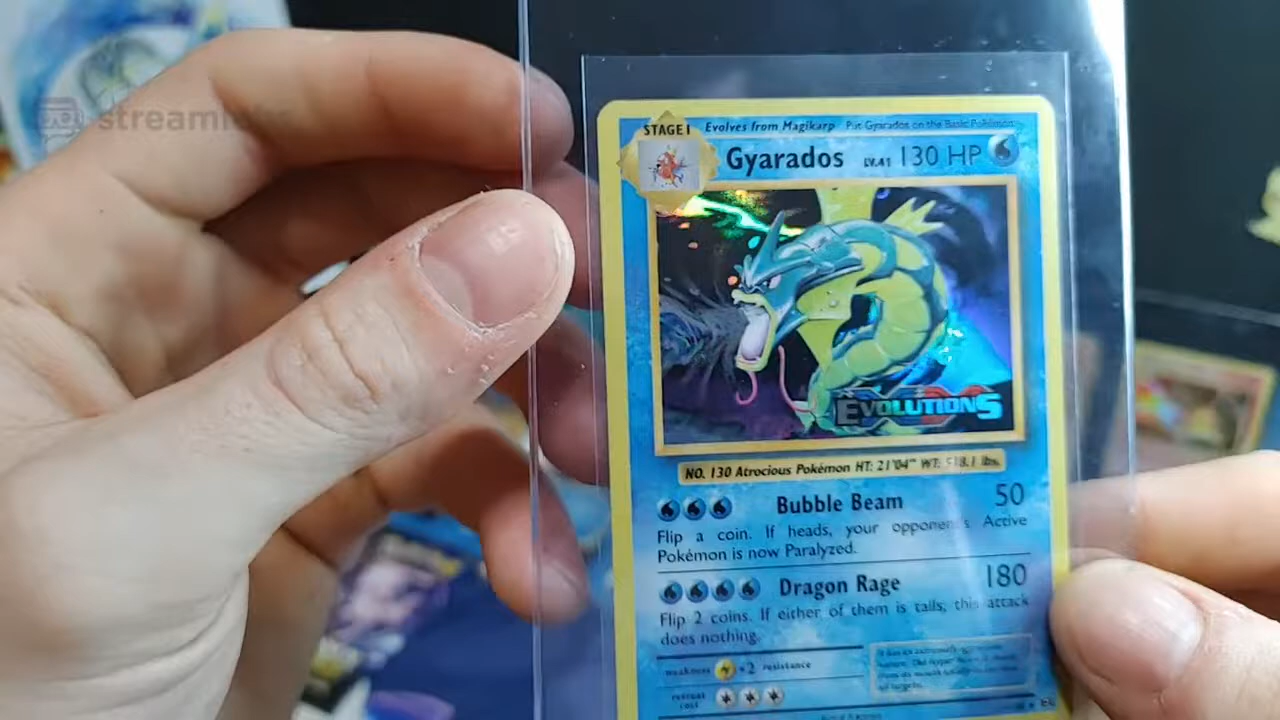 STAGE 1 Evolves from Magikarp Put Gyarados on the Basic Pokémon
Gyarados LV.41 130 HP
EVOLUTIONS
NO. 130 Atrocious Pokémon HT: 21'04" WT: 518.1 lbs.
Bubble Beam 50
Flip a coin. If heads, your opponent's Active
Pokémon is now Paralyzed.
Dragon Rage 180
Flip 2 coins. If either of them is tails, this attack
does nothing.
weakness ×2 resistance
retreat
cost